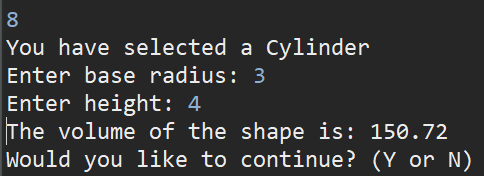 8
You have selected a Cylinder
Enter base radius: 3
Enter height: 4
The volume of the shape is: 150.72
Would you like to continue? (Y or N)